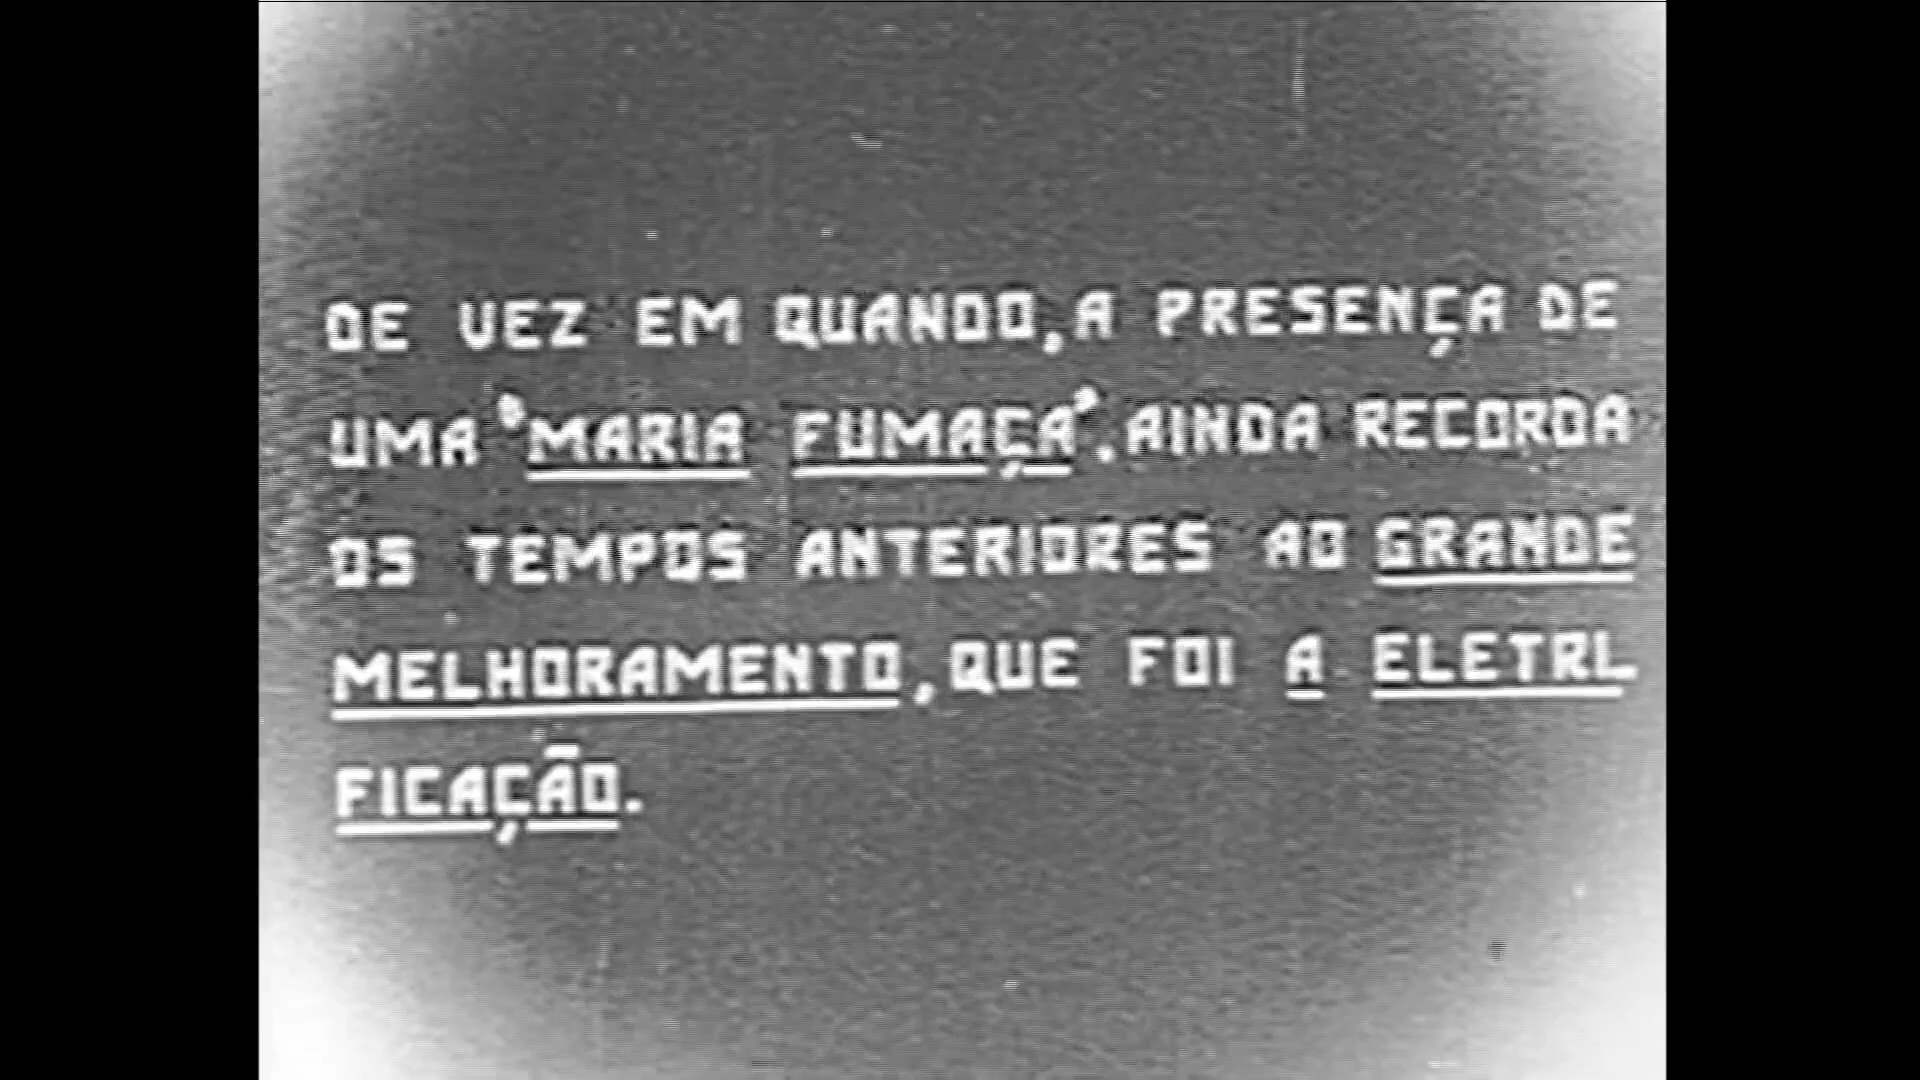 DE VEZ EM QUANDO, A PRESENÇA DE
UMA "MARIA FUMAÇA", AINDA RECORDA
OS TEMPOS ANTERIORES AO GRANDE
MELHORAMENTO, QUE FOI A ELETRI_
FICAÇÃO.